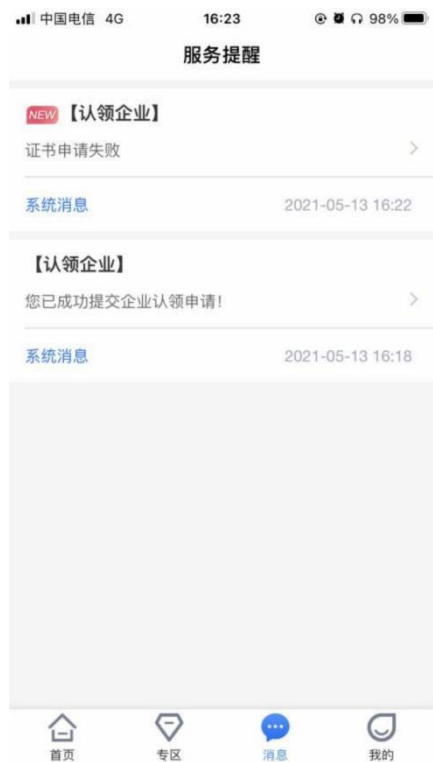 中国电信 4G 16:23 98%
服务提醒
NEW 【认领企业】
证书申请失败
系统消息 2021-05-13 16:22
【认领企业】
您已成功提交企业认领申请!
系统消息 2021-05-13 16:18
首页 专区 消息 我的